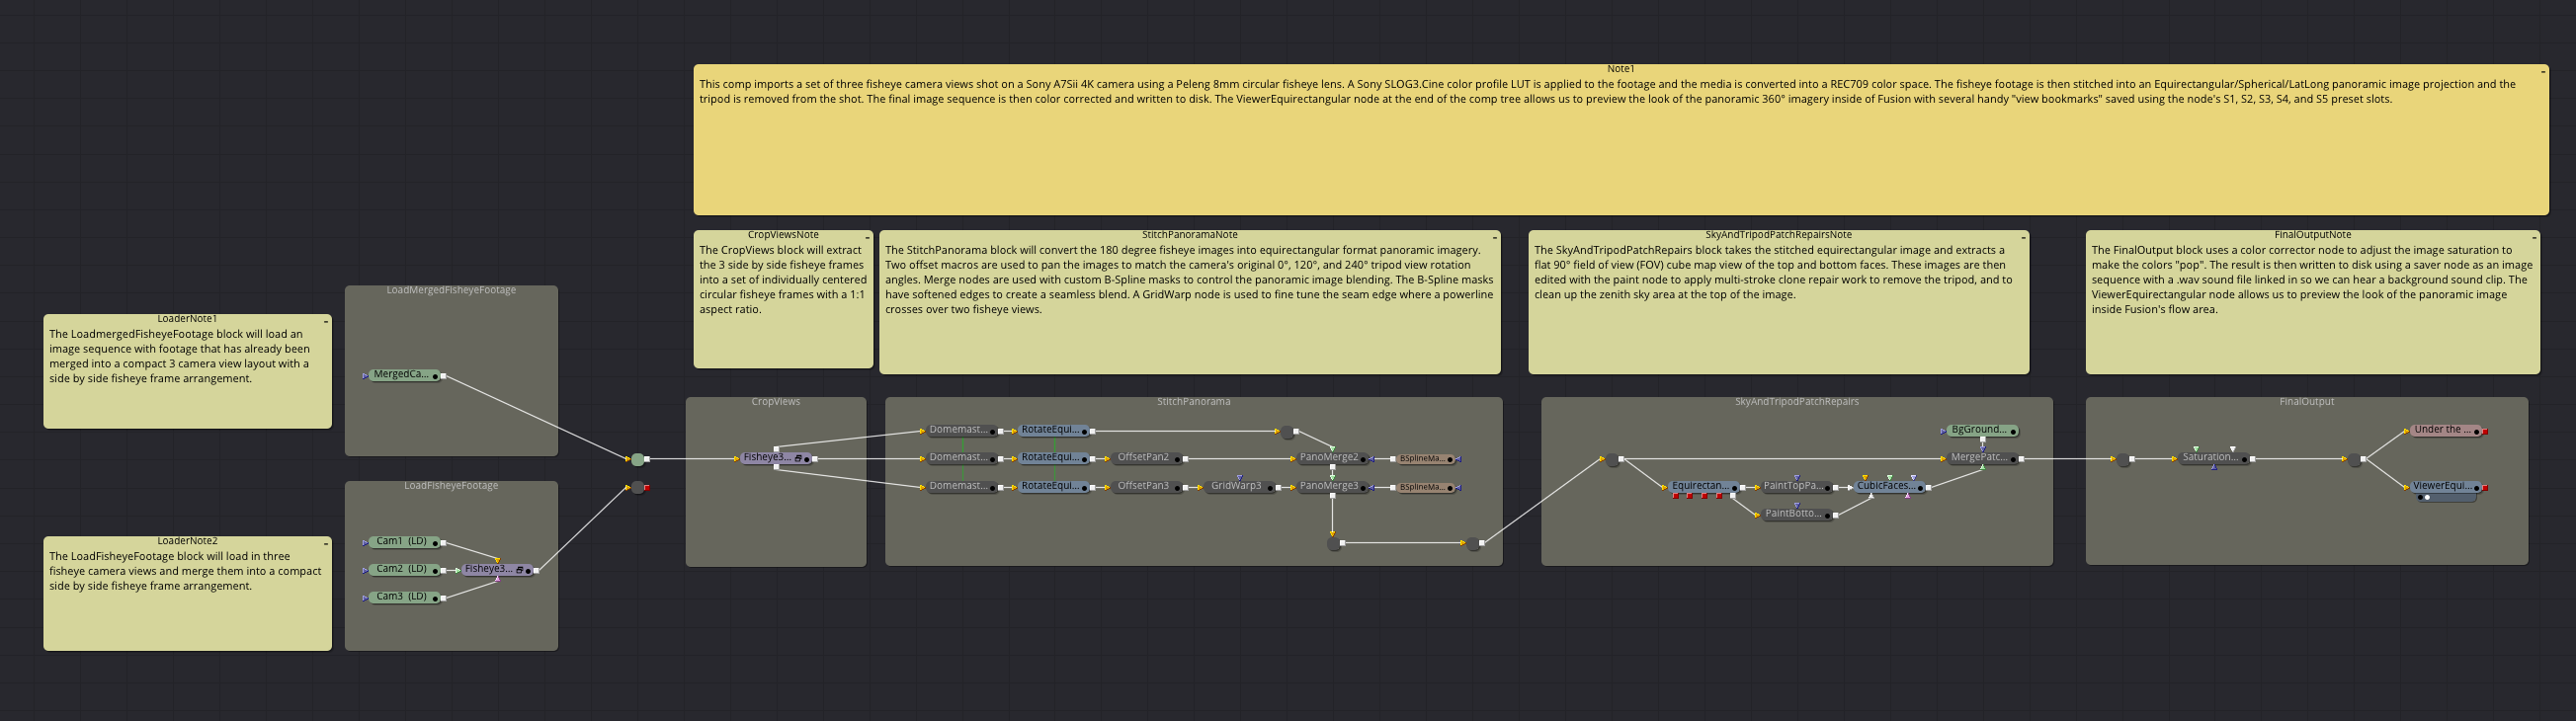 Note1
This comp imports a set of three fisheye camera views shot on a Sony A7Sii 4K camera using a Peleng 8mm circular fisheye lens. A Sony SLOG3.Cine color profile LUT is applied to the footage and the media is converted into a REC709 color space. The fisheye footage is then stitched into an Equirectangular/Spherical/LatLong panoramic image projection and the
tripod is removed from the shot. The final image sequence is then color corrected and written to disk. The ViewerEquirectangular node at the end of the comp tree allows us to preview the look of the panoramic 360° imagery inside of Fusion with several handy "view bookmarks" saved using the node's S1, S2, S3, S4, and S5 preset slots.
CropViewsNote
The CropViews block will extract
the 3 side by side fisheye frames
into a set of individually centered
circular fisheye frames with a 1:1
aspect ratio.
StitchPanoramaNote
The StitchPanorama block will convert the 180 degree fisheye images into equirectangular format panoramic imagery.
Two offset macros are used to pan the images to match the camera's original 0°, 120°, and 240° tripod view rotation
angles. Merge nodes are used with custom B-Spline masks to control the panoramic image blending. The B-Spline masks
have softened edges to create a seamless blend. A GridWarp node is used to fine tune the seam edge where a powerline
crosses over two fisheye views.
SkyAndTripodPatchRepairsNote
The SkyAndTripodPatchRepairs block takes the stitched equirectangular image and extracts a
flat 90° field of view (FOV) cube map view of the top and bottom faces. These images are then
edited with the paint node to apply multi-stroke clone repair work to remove the tripod, and to
clean up the zenith sky area at the top of the image.
FinalOutputNote
The FinalOutput block uses a color corrector node to adjust the image saturation to
make the colors "pop". The result is then written to disk using a saver node as an image
sequence with a .wav sound file linked in so we can hear a background sound clip. The
ViewerEquirectangular node allows us to preview the look of the panoramic image
inside Fusion's flow area.
LoaderNote1
The LoadmergedFisheyeFootage block will load an
image sequence with footage that has already been
merged into a compact 3 camera view layout with a
side by side fisheye frame arrangement.
LoadMergedFisheyeFootage
MergedCa...
LoaderNote2
The LoadFisheyeFootage block will load in three
fisheye camera views and merge them into a compact
side by side fisheye frame arrangement.
LoadFisheyeFootage
Cam1 (LD)
Cam2 (LD)
Fisheye3...
Cam3 (LD)
CropViews
Fisheye3...
StitchPanorama
Domemast...
RotateEqui...
Domemast...
RotateEqui...
OffsetPan2
PanoMerge2
BSplineMa...
Domemast...
RotateEqui...
OffsetPan3
GridWarp3
PanoMerge3
BSplineMa...
SkyAndTripodPatchRepairs
BgGround...
MergePatc...
Equirectan...
PaintTopPa...
CubicFaces...
PaintBotto...
FinalOutput
Under the ...
Saturation...
ViewerEqui...